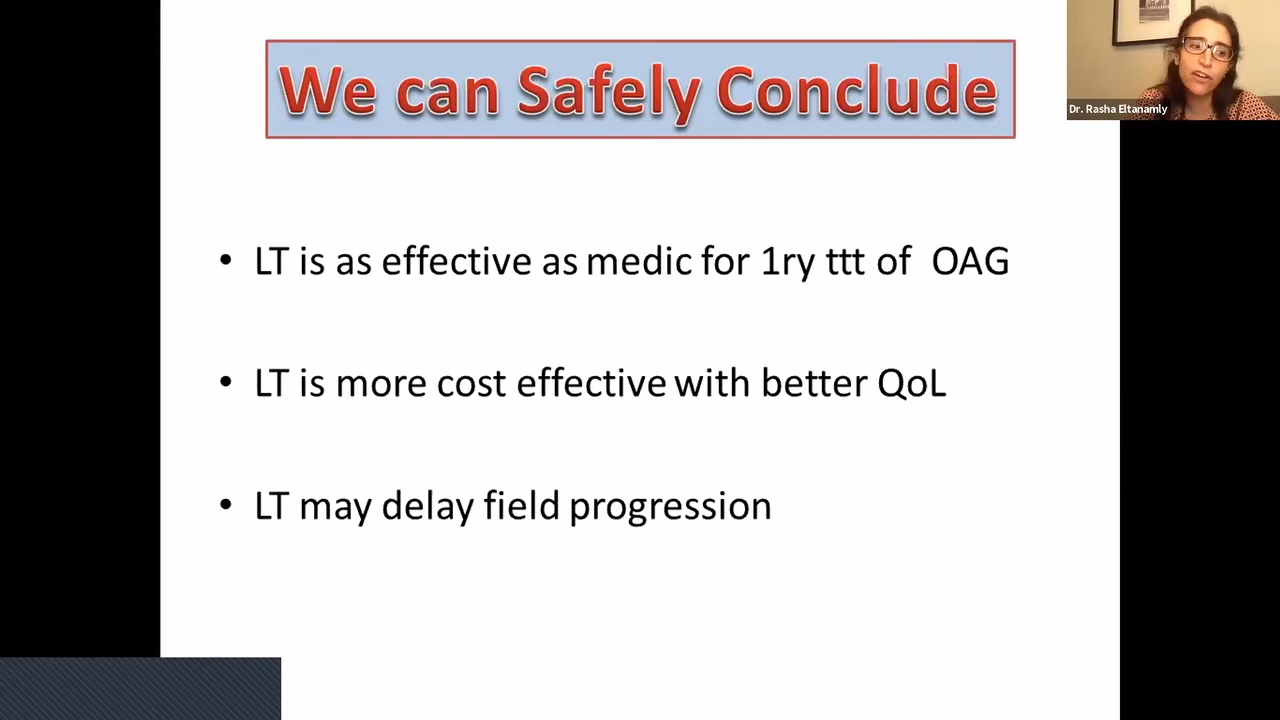 We can Safely Conclude
Dr. Rasha Eltanamly
• LT is as effective as medic for 1ry ttt of OAG
• LT is more cost effective with better QoL
• LT may delay field progression